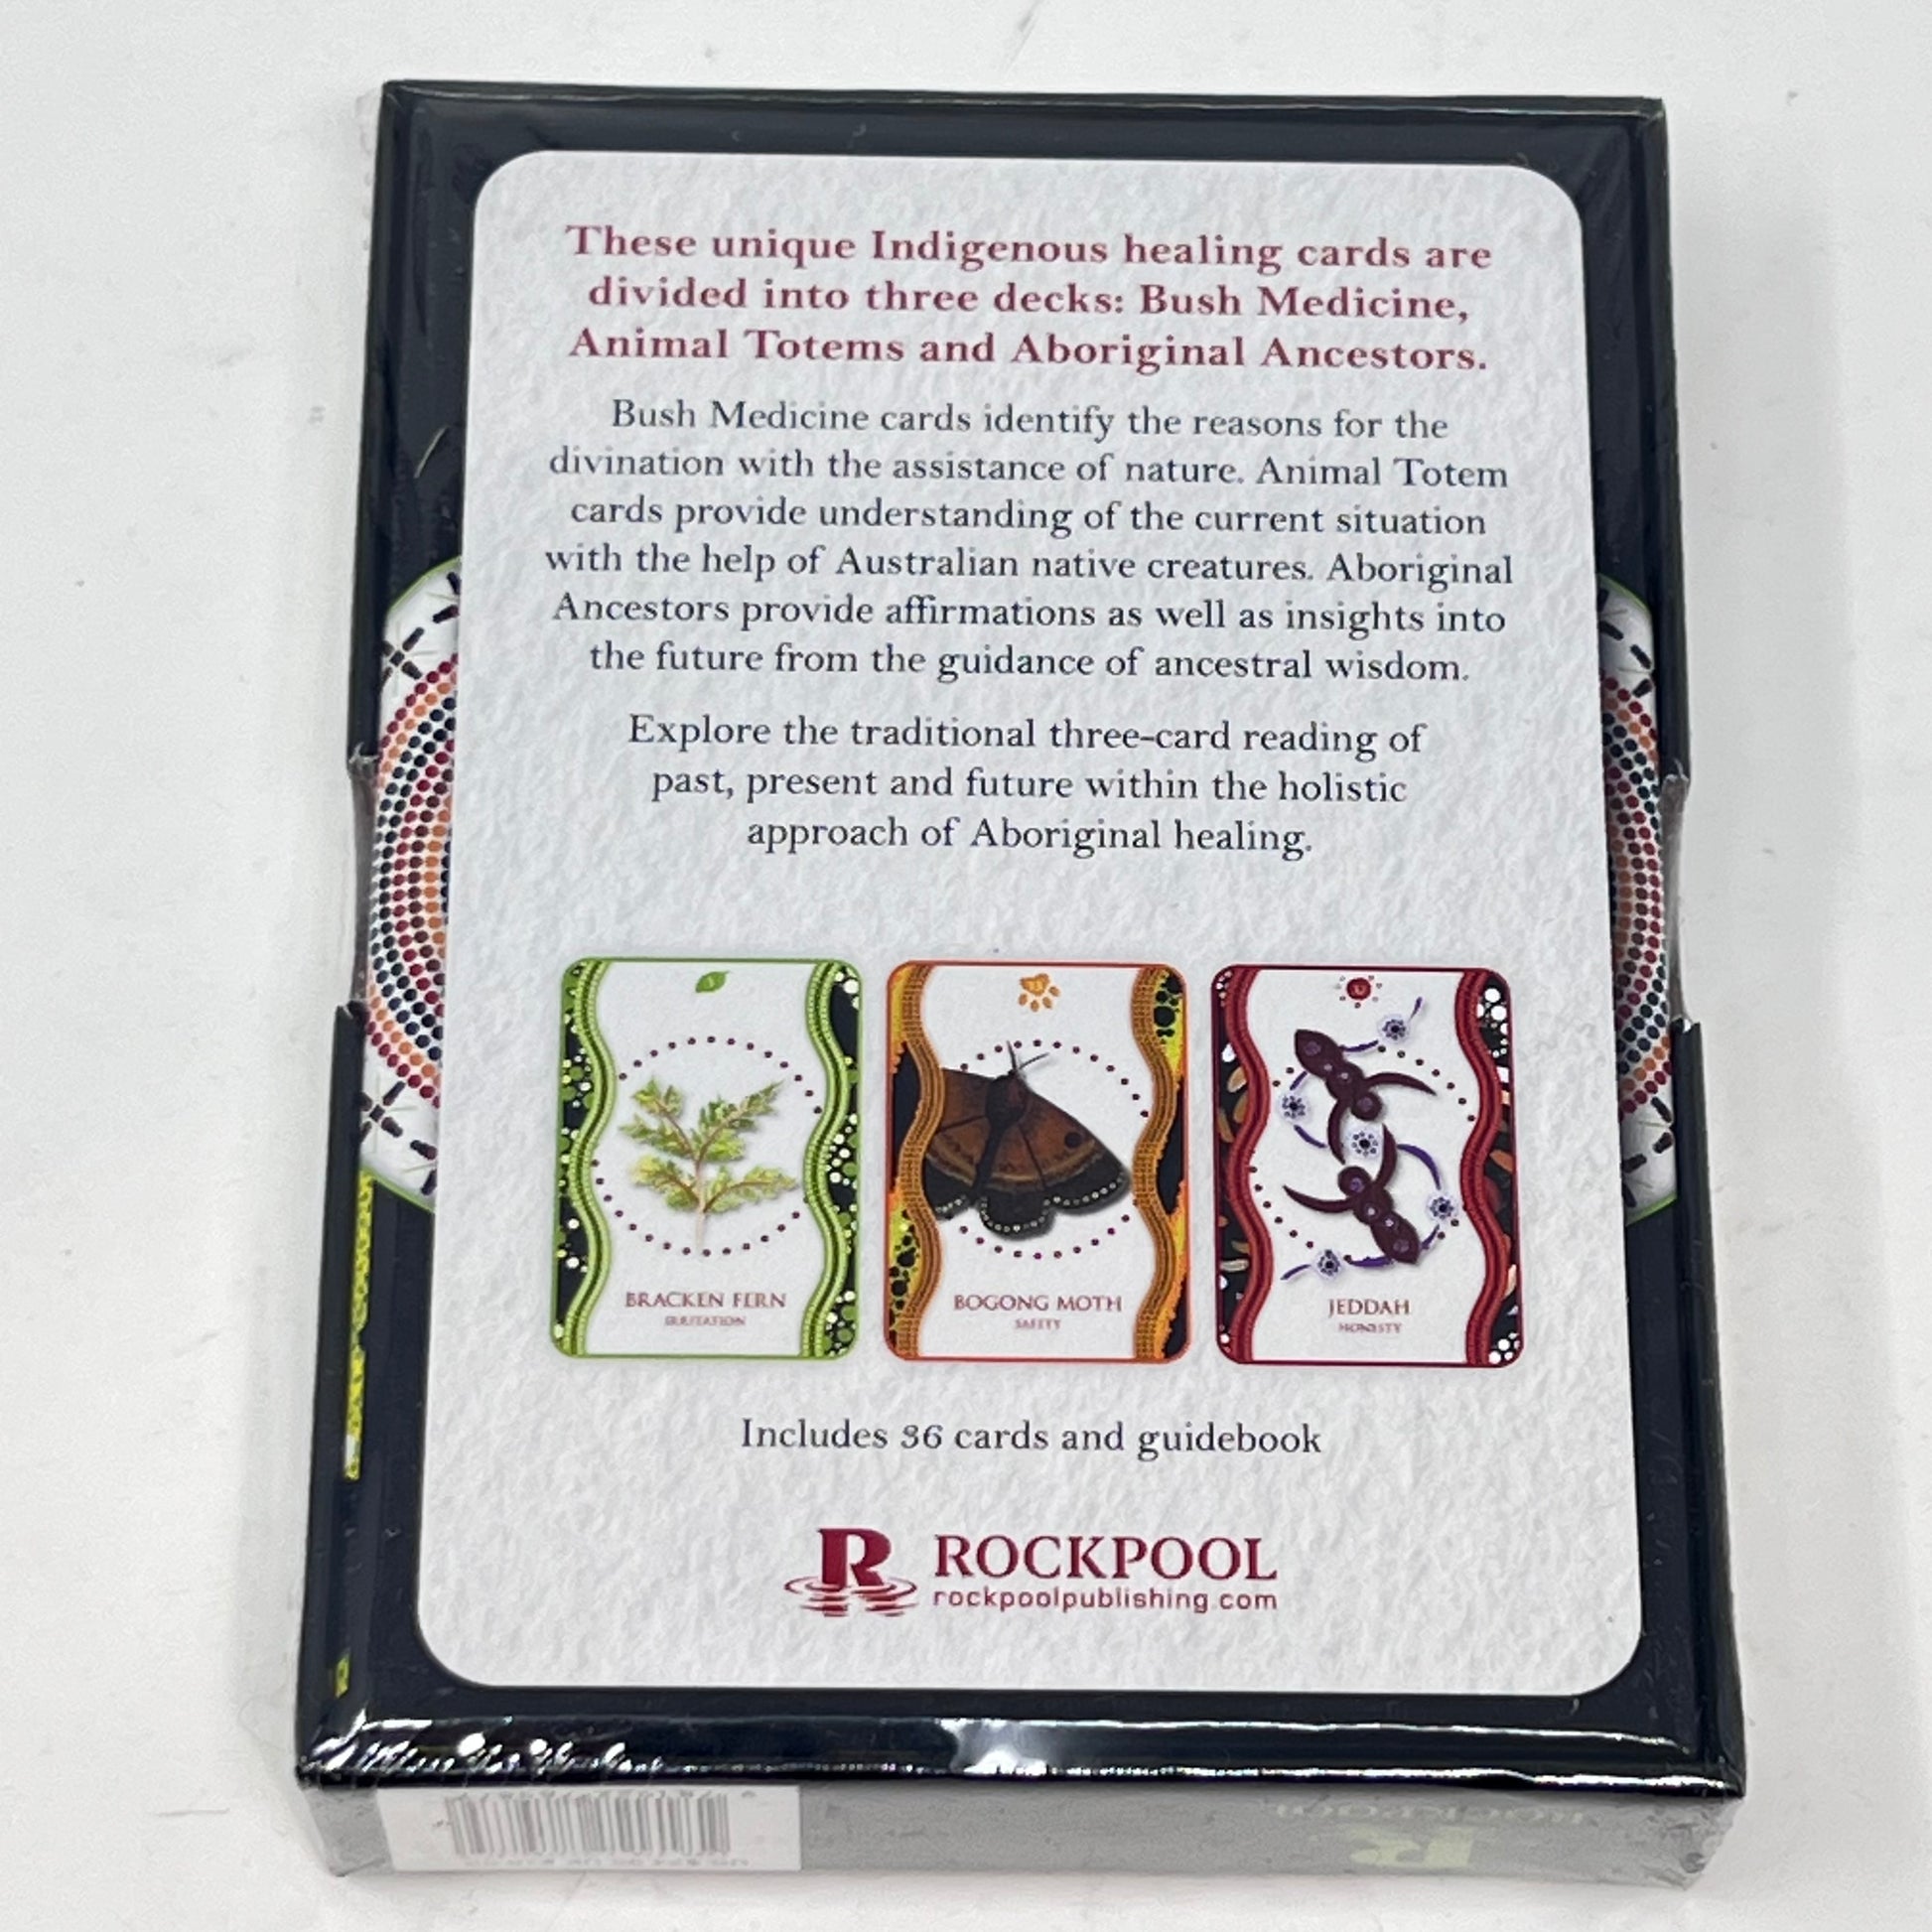 These unique Indigenous healing cards are
divided into three decks: Bush Medicine,
Animal Totems and Aboriginal Ancestors.
Bush Medicine cards identify the reasons for the
divination with the assistance of nature. Animal Totem
cards provide understanding of the current situation
with the help of Australian native creatures. Aboriginal
Ancestors provide affirmations as well as insights into
the future from the guidance of ancestral wisdom.
Explore the traditional three-card reading of
past, present and future within the holistic
approach of Aboriginal healing.
BRACKEN FERN
IRRITATION
BOGONG MOTH
SAFETY
JEDDAH
HONESTY
Includes 36 cards and guidebook
R ROCKPOOL
rockpoolpublishing.com
ROCKPOOL
R